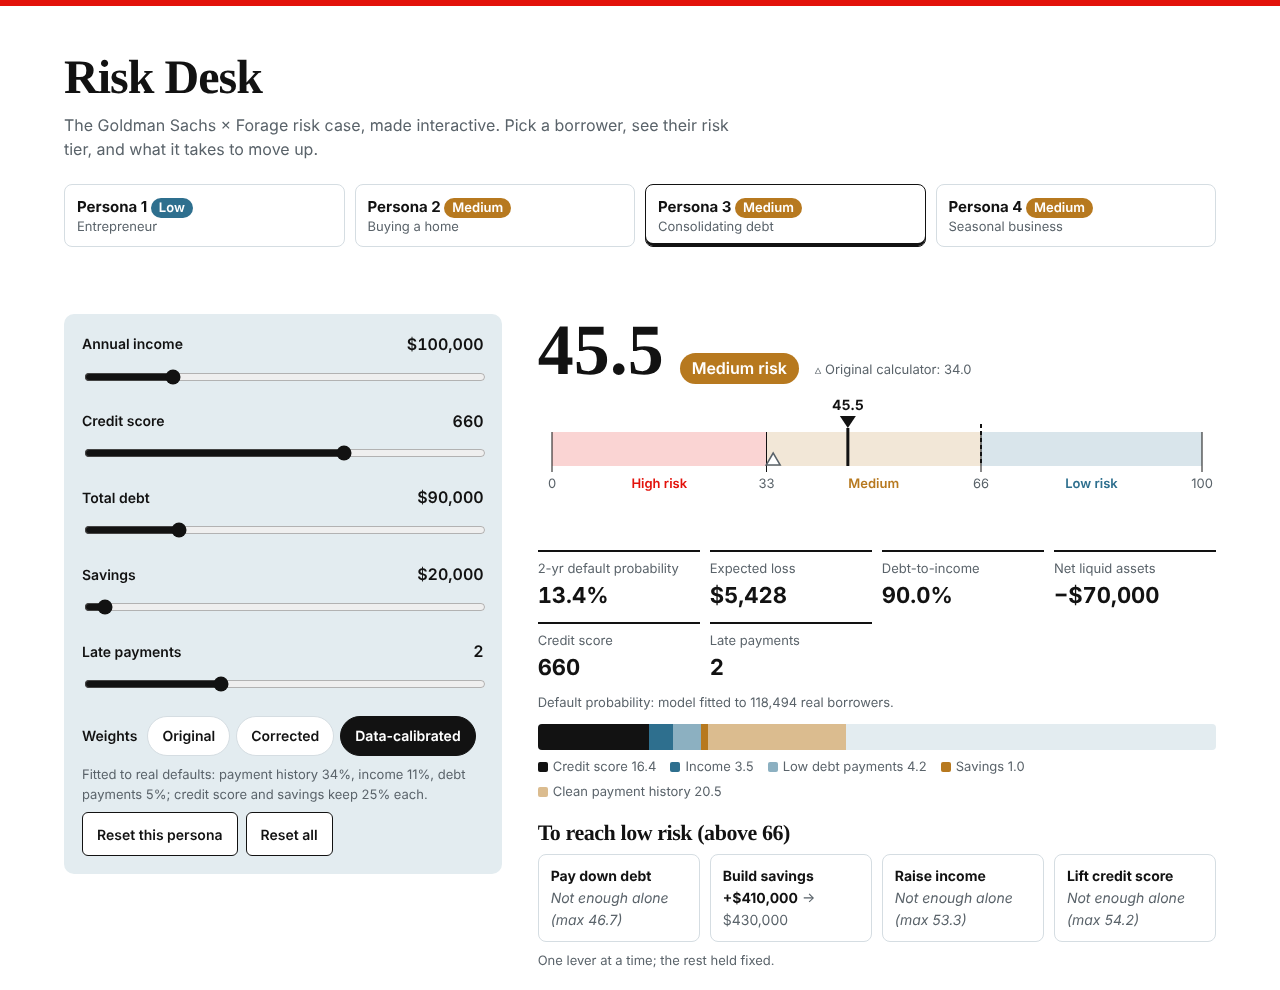 Risk Desk
The Goldman Sachs × Forage risk case, made interactive. Pick a borrower, see their risk
tier, and what it takes to move up.
Persona 1 Low
Entrepreneur
Persona 2 Medium
Buying a home
Persona 3 Medium
Consolidating debt
Persona 4 Medium
Seasonal business
Annual income $100,000
Credit score 660
Total debt $90,000
Savings $20,000
Late payments 2
Weights Original Corrected Data-calibrated
Fitted to real defaults: payment history 34%, income 11%, debt
payments 5%; credit score and savings keep 25% each.
Reset this persona Reset all
45.5 Medium risk △ Original calculator: 34.0
45.5
0 High risk 33 Medium 66 Low risk 100
2-yr default probability
13.4%
Expected loss
$5,428
Debt-to-income
90.0%
Net liquid assets
−$70,000
Credit score
660
Late payments
2
Default probability: model fitted to 118,494 real borrowers.
Credit score 16.4 Income 3.5 Low debt payments 4.2 Savings 1.0
Clean payment history 20.5
To reach low risk (above 66)
Pay down debt
Not enough alone
(max 46.7)
Build savings
+$410,000 →
$430,000
Raise income
Not enough alone
(max 53.3)
Lift credit score
Not enough alone
(max 54.2)
One lever at a time; the rest held fixed.